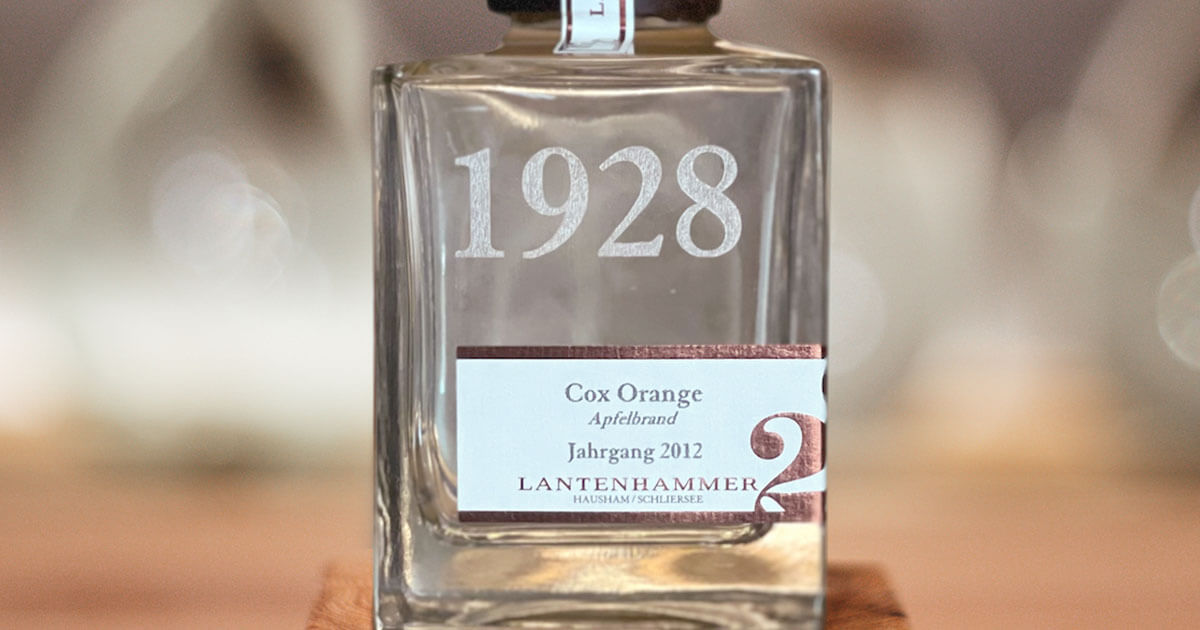 1928
Cox Orange
Apfelbrand
Jahrgang 2012
LANTENHAMMER
HAUSHAM / SCHLIERSEE
2